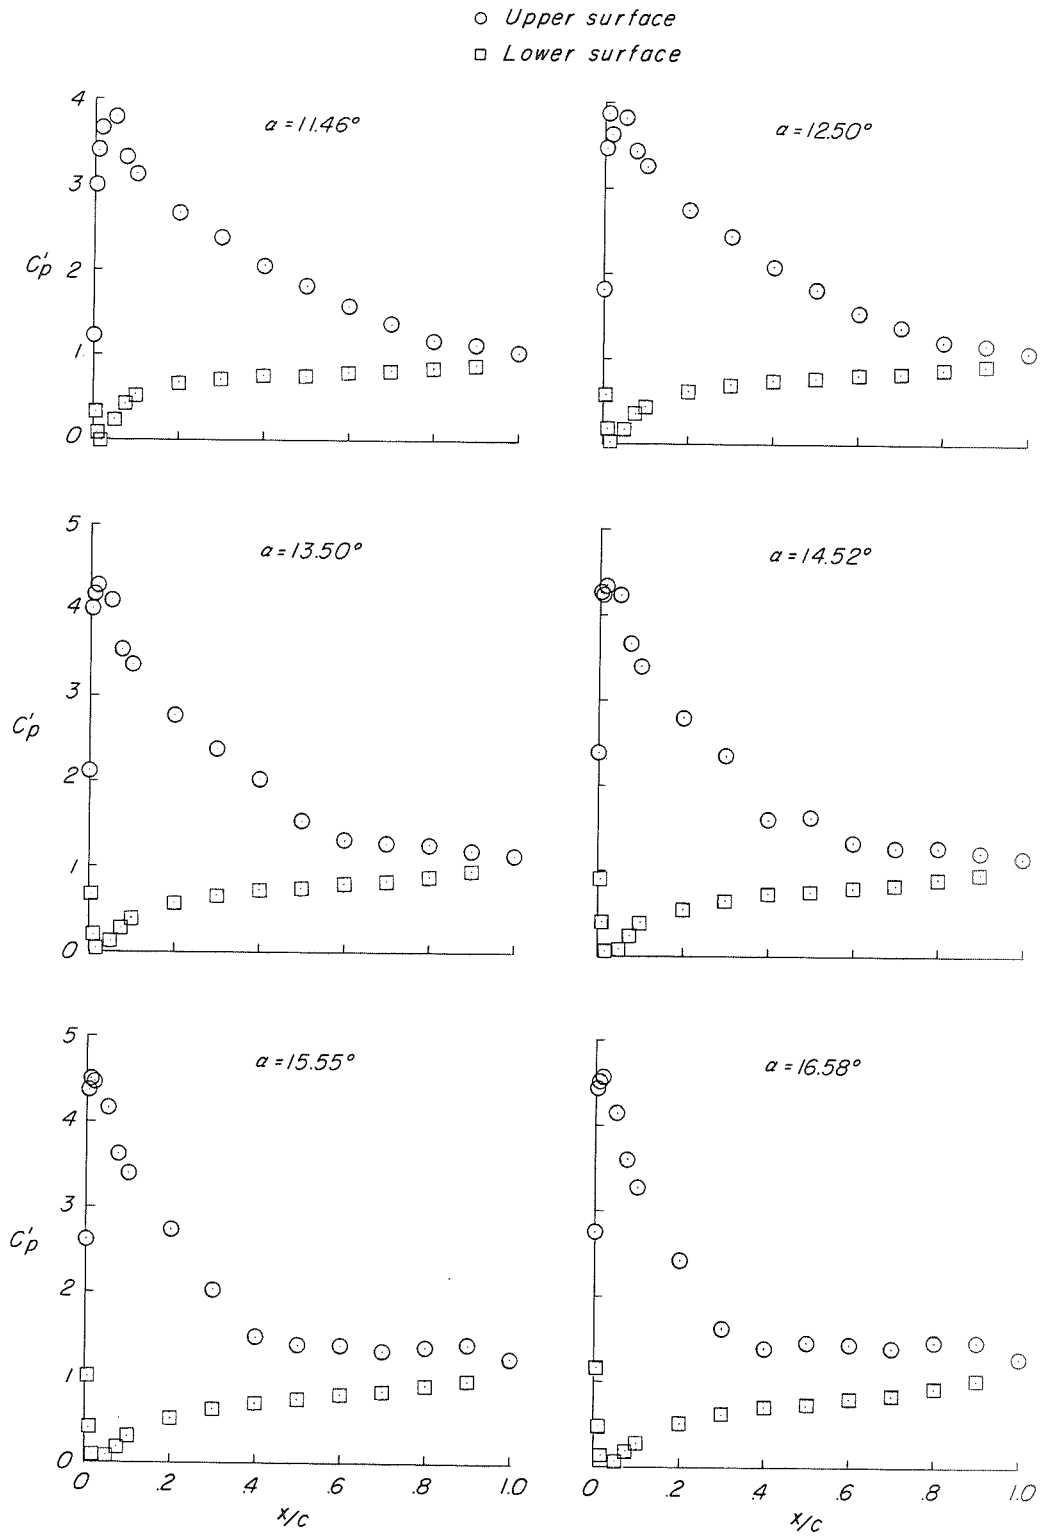 Upper surface
Lower surface
4
3
C'p 2
1
0
α = 11.46°
α = 12.50°
5
4
3
C'p
2
1
0
α = 13.50°
α = 14.52°
5
4
3
C'p
2
1
0
α = 15.55°
α = 16.58°
0 .2 .4 .6 .8 1.0
x/c
0 .2 .4 .6 .8 1.0
x/c